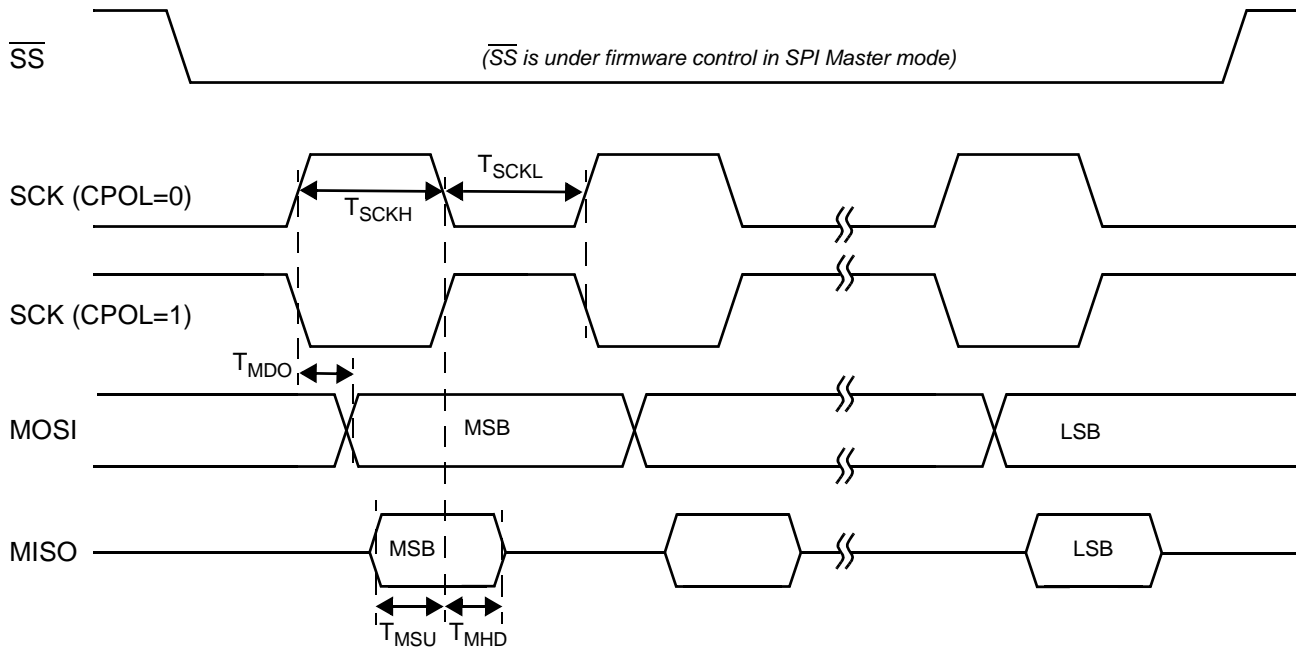 SS
(SS is under firmware control in SPI Master mode)
TSCKL
SCK (CPOL=0)
TSCKH
SCK (CPOL=1)
TMDO
MOSI
MSB
LSB
MISO
MSB
LSB
TMSU
TMHD